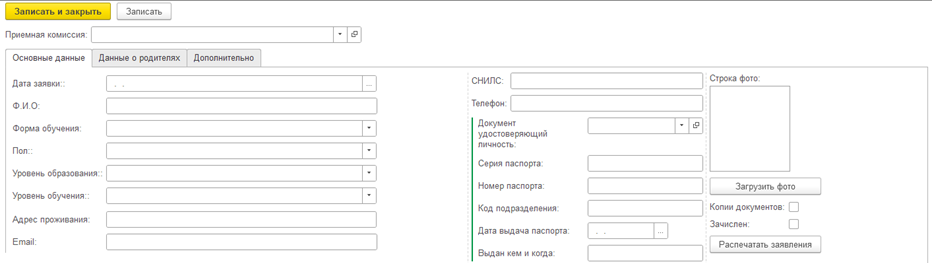 Записать и закрыть Записать
Приемная комиссия:
Основные данные Данные о родителях Дополнительно
Дата заявки:: . . ...
Ф.И.О:
Форма обучения:
Пол::
Уровень образования::
Уровень обучения::
Адрес проживания:
Email:
СНИЛС:
Телефон:
Документ
удостоверяющий
личность:
Серия паспорта:
Номер паспорта:
Код подразделения:
Дата выдача паспорта: . . ...
Выдан кем и когда:
Строка фото:
Загрузить фото
Копии документов:
Зачислен:
Распечатать заявления